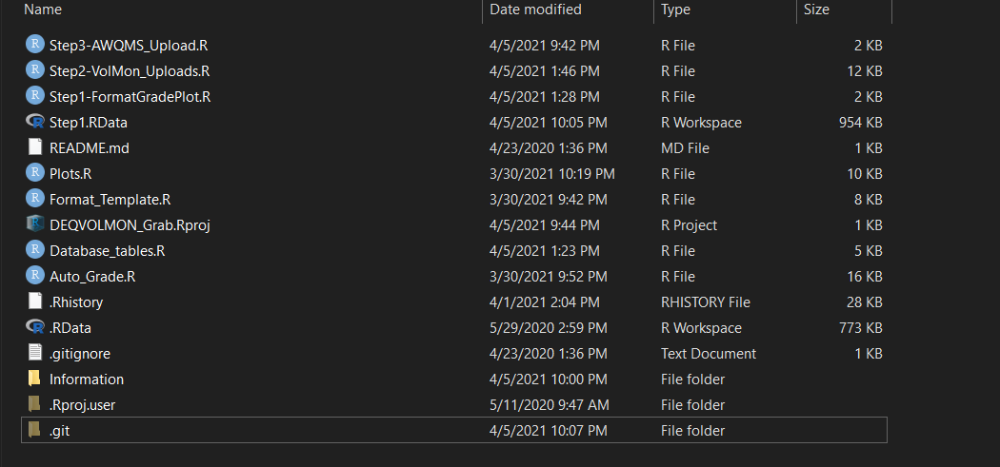 Name Date modified Type Size
R Step3-AWQMS_Upload.R 4/5/2021 9:42 PM R File 2 KB
R Step2-VolMon_Uploads.R 4/5/2021 1:46 PM R File 12 KB
R Step1-FormatGradePlot.R 4/5/2021 1:28 PM R File 2 KB
R Step1.RData 4/5/2021 10:05 PM R Workspace 954 KB
README.md 4/23/2020 1:36 PM MD File 1 KB
R Plots.R 3/30/2021 10:19 PM R File 10 KB
R Format_Template.R 3/30/2021 9:42 PM R File 8 KB
DEQVOLMON_Grab.Rproj 4/5/2021 9:44 PM R Project 1 KB
R Database_tables.R 4/5/2021 1:23 PM R File 5 KB
R Auto_Grade.R 3/30/2021 9:52 PM R File 16 KB
.Rhistory 4/1/2021 2:04 PM RHISTORY File 28 KB
R .RData 5/29/2020 2:59 PM R Workspace 773 KB
.gitignore 4/23/2020 1:36 PM Text Document 1 KB
Information 4/5/2021 10:00 PM File folder
.Rproj.user 5/11/2020 9:47 AM File folder
.git 4/5/2021 10:07 PM File folder